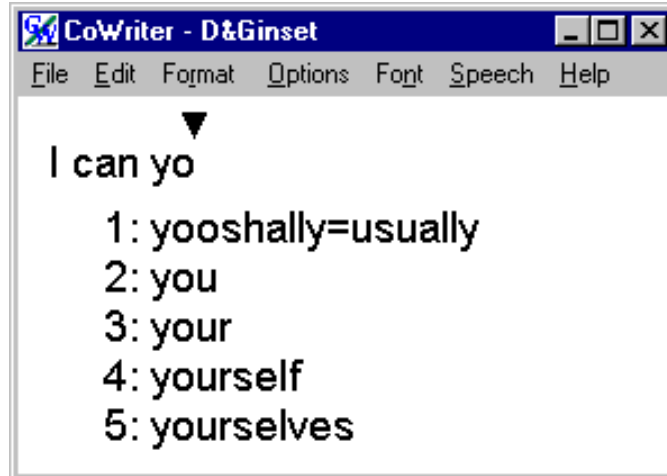 CoWriter - D&Ginset
File Edit Format Options Font Speech Help
I can yo
1: yooshally=usually
2: you
3: your
4: yourself
5: yourselves